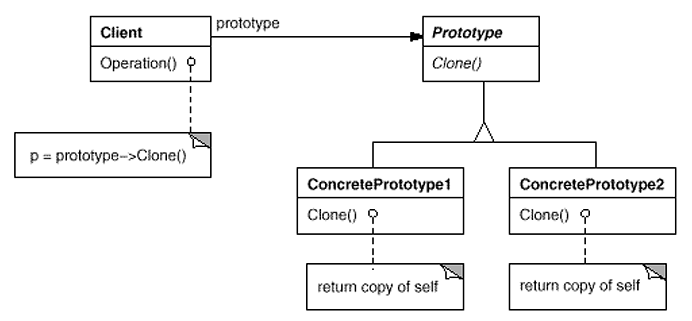 Client
prototype
Prototype
Operation()
Clone()
p = prototype->Clone()
ConcretePrototype1
ConcretePrototype2
Clone()
Clone()
return copy of self
return copy of self